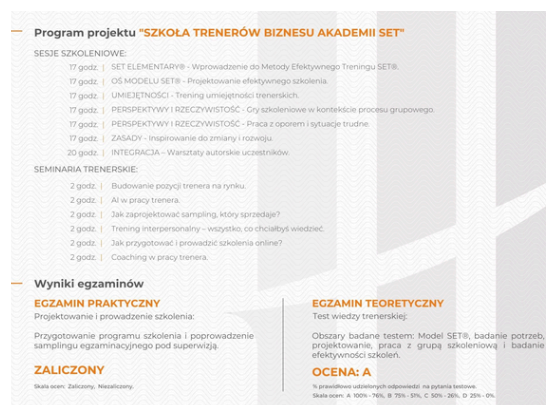 Program projektu "SZKOŁA TRENERÓW BIZNESU AKADEMII SET"
SESJE SZKOLENIOWE:
17 godz. | SET ELEMENTARY® - Wprowadzenie do Metody Efektywnego Treningu SET®.
17 godz. | OŚ MODELU SET® - Projektowanie efektywnego szkolenia.
17 godz. | UMIEJĘTNOŚCI - Trening umiejętności trenerskich.
17 godz. | PERSPEKTYWY I RZECZYWISTOŚĆ - Gry szkoleniowe w kontekście procesu grupowego.
17 godz. | PERSPEKTYWY I RZECZYWISTOŚĆ - Praca z oporem i sytuacje trudne.
17 godz. | ZASADY - Inspirowanie do zmiany i rozwoju.
20 godz. | INTEGRACJA – Warsztaty autorskie uczestników.
SEMINARIA TRENERSKIE:
2 godz. | Budowanie pozycji trenera na rynku.
2 godz. | AI w pracy trenera.
2 godz. | Jak zaprojektować sampling, który sprzedaje?
2 godz. | Trening interpersonalny – wszystko, co chciałbyś wiedzieć.
2 godz. | Jak przygotować i prowadzić szkolenia online?
2 godz. | Coaching w pracy trenera.
Wyniki egzaminów
EGZAMIN PRAKTYCZNY
Projektowanie i prowadzenie szkolenia:
Przygotowanie programu szkolenia i poprowadzenie
samplingu egzaminacyjnego pod superwizją.
ZALICZONY
Skala ocen: Zaliczony, Niezaliczony.
EGZAMIN TEORETYCZNY
Test wiedzy trenerskiej:
Obszary badane testem: Model SET®, badanie potrzeb,
projektowanie, praca z grupą szkoleniową i badanie
efektywności szkoleń.
OCENA: A
% prawidłowo udzielonych odpowiedzi na pytania testowe.
Skala ocen: A 100% - 76%, B 75% - 51%, C 50% - 26%, D 25% - 0%.